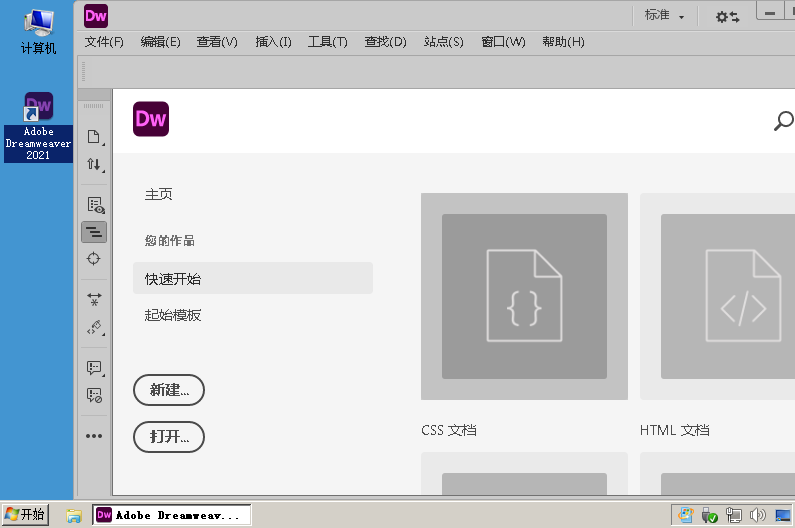 计算机
Adobe
Dreamweaver
2021
Dw
标准
文件(F) 编辑(E) 查看(V) 插入(I) 工具(T) 查找(D) 站点(S) 窗口(W) 帮助(H)
Dw
主页
您的作品
快速开始
起始模板
新建...
打开...
CSS 文档
HTML 文档
开始
Dw Adobe Dreamweav...